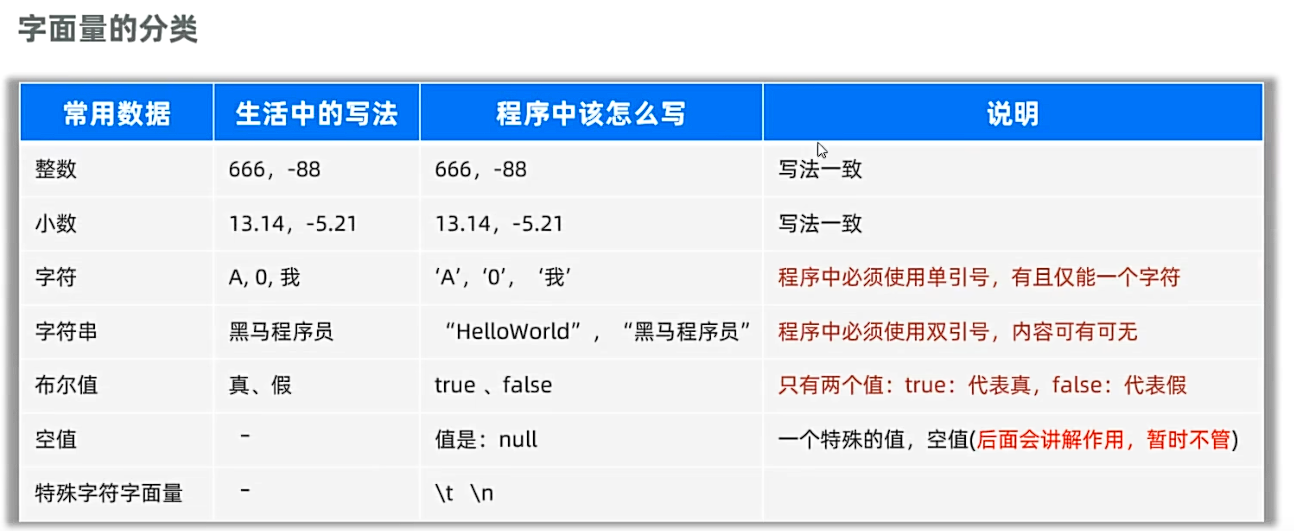 字面量的分类
常用数据 生活中的写法 程序中该怎么写 说明
整数 666，-88 666，-88 写法一致
小数 13.14，-5.21 13.14，-5.21 写法一致
字符 A, 0, 我 ‘A’，‘0’， ‘我’ 程序中必须使用单引号，有且仅能一个字符
字符串 黑马程序员 “HelloWorld”，“黑马程序员” 程序中必须使用双引号，内容可有可无
布尔值 真、假 true 、false 只有两个值：true：代表真，false：代表假
空值 - 值是：null 一个特殊的值，空值(后面会讲解作用，暂时不管)
特殊字符字面量 - \t \n